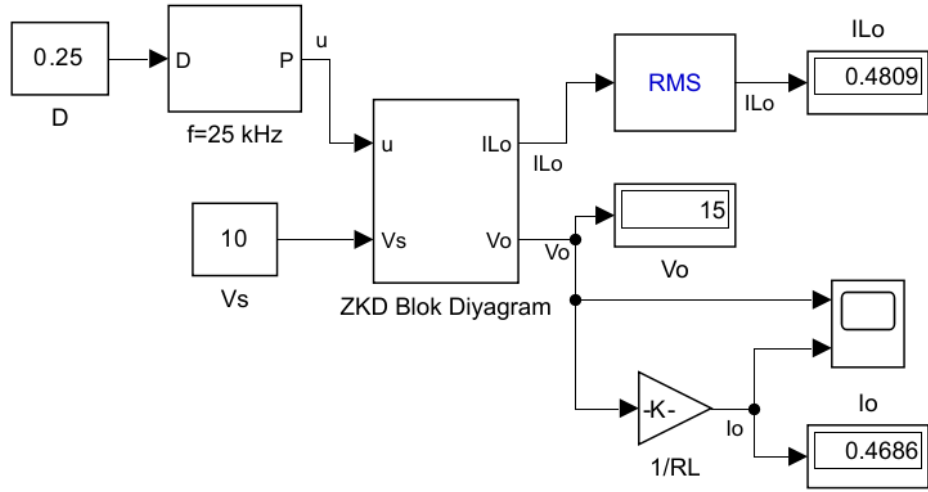 0.25
D
D
P
f=25 kHz
u
10
Vs
u
Vs
ILo
Vo
ZKD Blok Diyagram
ILo
RMS
ILo
ILo
0.4809
Vo
15
Vo
-K-
1/RL
Io
Io
0.4686